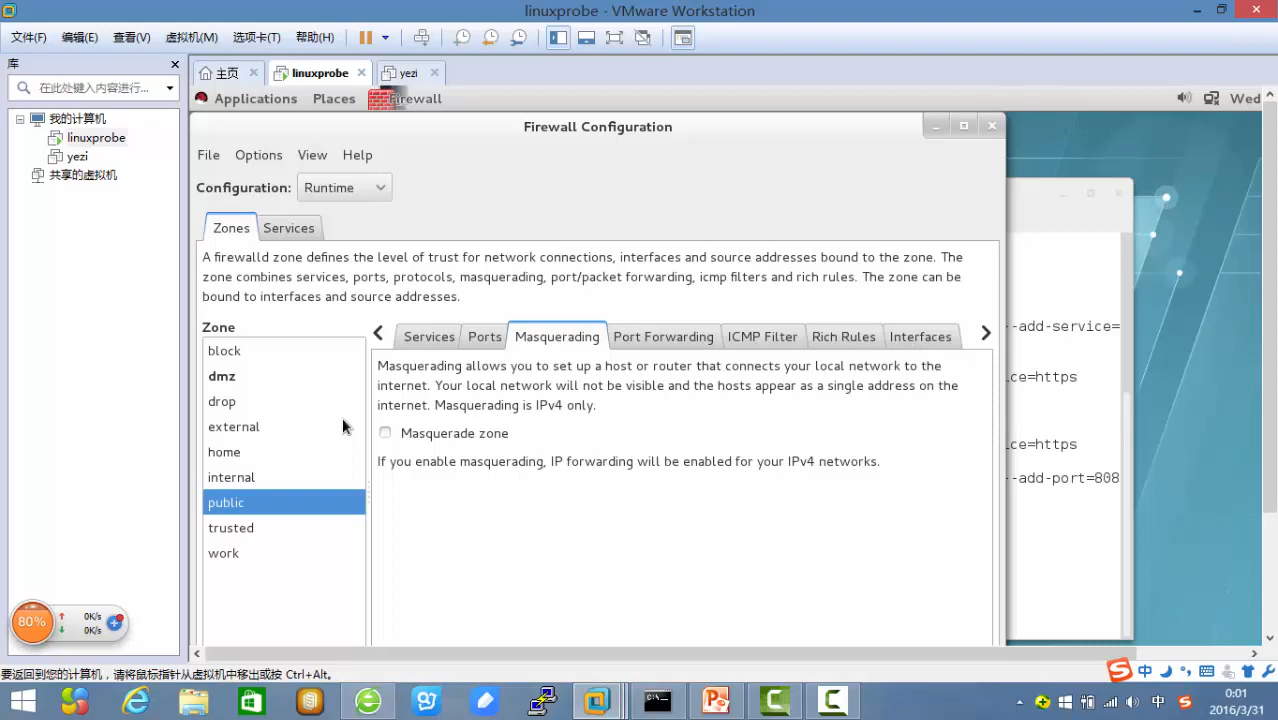 linuxprobe - VMware Workstation
文件(F) 编辑(E) 查看(V) 虚拟机(M) 选项卡(T) 帮助(H)
库
在此处键入内容进行...
我的计算机
linuxprobe
yezi
共享的虚拟机
主页 linuxprobe yezi
Applications Places Firewall Wed
Firewall Configuration
File Options View Help
Configuration: Runtime
Zones Services
A firewalld zone defines the level of trust for network connections, interfaces and source addresses bound to the zone. The
zone combines services, ports, protocols, masquerading, port/packet forwarding, icmp filters and rich rules. The zone can be
bound to interfaces and source addresses.
Zone
block
dmz
drop
external
home
internal
public
trusted
work
Services Ports Masquerading Port Forwarding ICMP Filter Rich Rules Interfaces
Masquerading allows you to set up a host or router that connects your local network to the
internet. Your local network will not be visible and the hosts appear as a single address on the
internet. Masquerading is IPv4 only.
Masquerade zone
If you enable masquerading, IP forwarding will be enabled for your IPv4 networks.
--add-service=
ice=https
ice=https
--add-port=808
80%
0K/s
0K/s
要返回到您的计算机，请将鼠标指针从虚拟机中移出或按 Ctrl+Alt。
中
中
0:01
2016/3/31